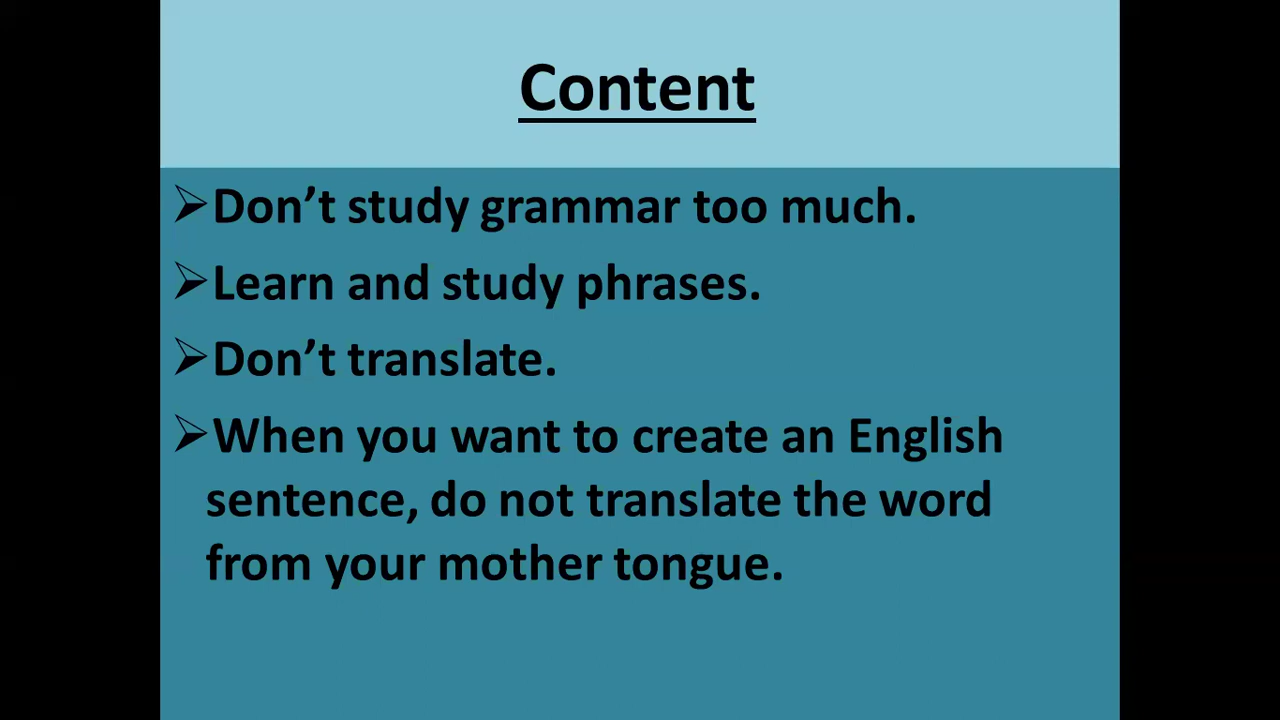 Content
➢Don’t study grammar too much.
➢Learn and study phrases.
➢Don’t translate.
➢When you want to create an English
sentence, do not translate the word
from your mother tongue.